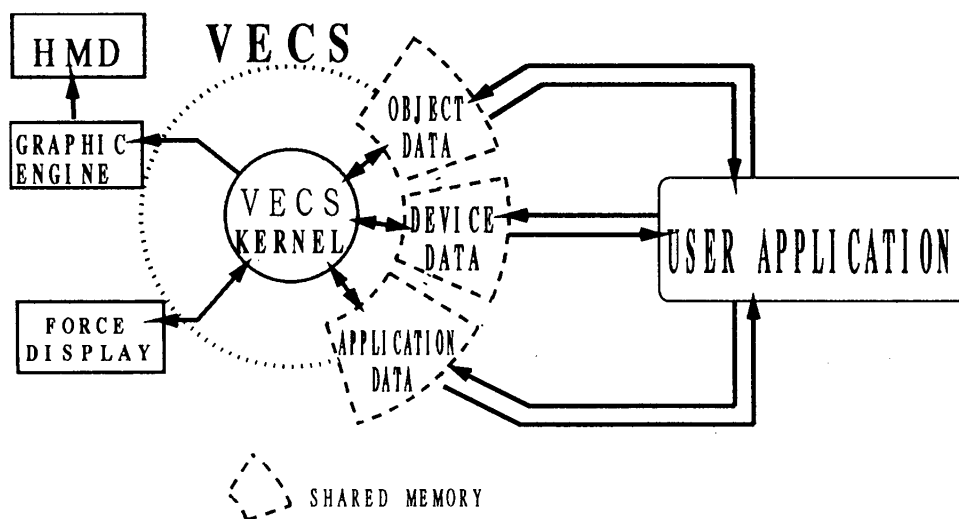 HMD
VECS
GRAPHIC
ENGINE
OBJECT
DATA
VECS
KERNEL
DEVICE
DATA
USER APPLICATION
FORCE
DISPLAY
APPLICATION
DATA
SHARED MEMORY